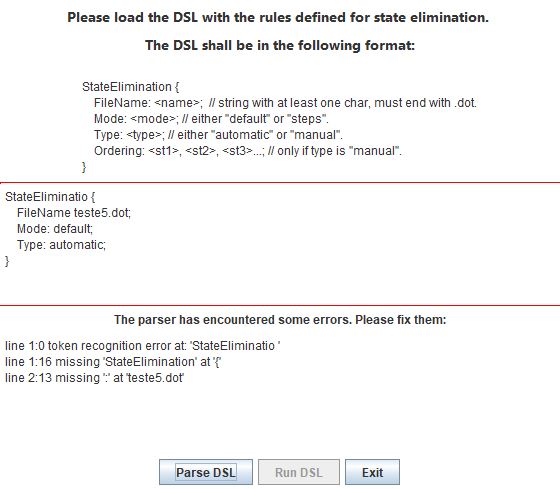 Please load the DSL with the rules defined for state elimination.
The DSL shall be in the following format:
StateElimination {
FileName: <name>; // string with at least one char, must end with .dot.
Mode: <mode>; // either "default" or "steps".
Type: <type>; // either "automatic" or "manual".
Ordering: <st1>, <st2>, <st3>...; // only if type is "manual".
}
StateEliminatio {
FileName teste5.dot;
Mode: default;
Type: automatic;
}
The parser has encountered some errors. Please fix them:
line 1:0 token recognition error at: 'StateEliminatio '
line 1:16 missing 'StateElimination' at '{'
line 2:13 missing ':' at 'teste5.dot'
Parse DSL Run DSL Exit